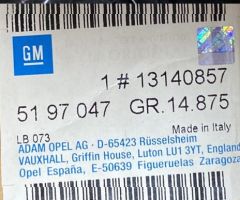 GM
1 # 13140857
51 97 047 GR.14.875
LB 073 Made in Italy
ADAM OPEL AG · D-65423 Rüsselsheim
VAUXHALL, Griffin House, Luton LU1 3YT, England
Opel España, E-50639 Figueruelas Zaragoza